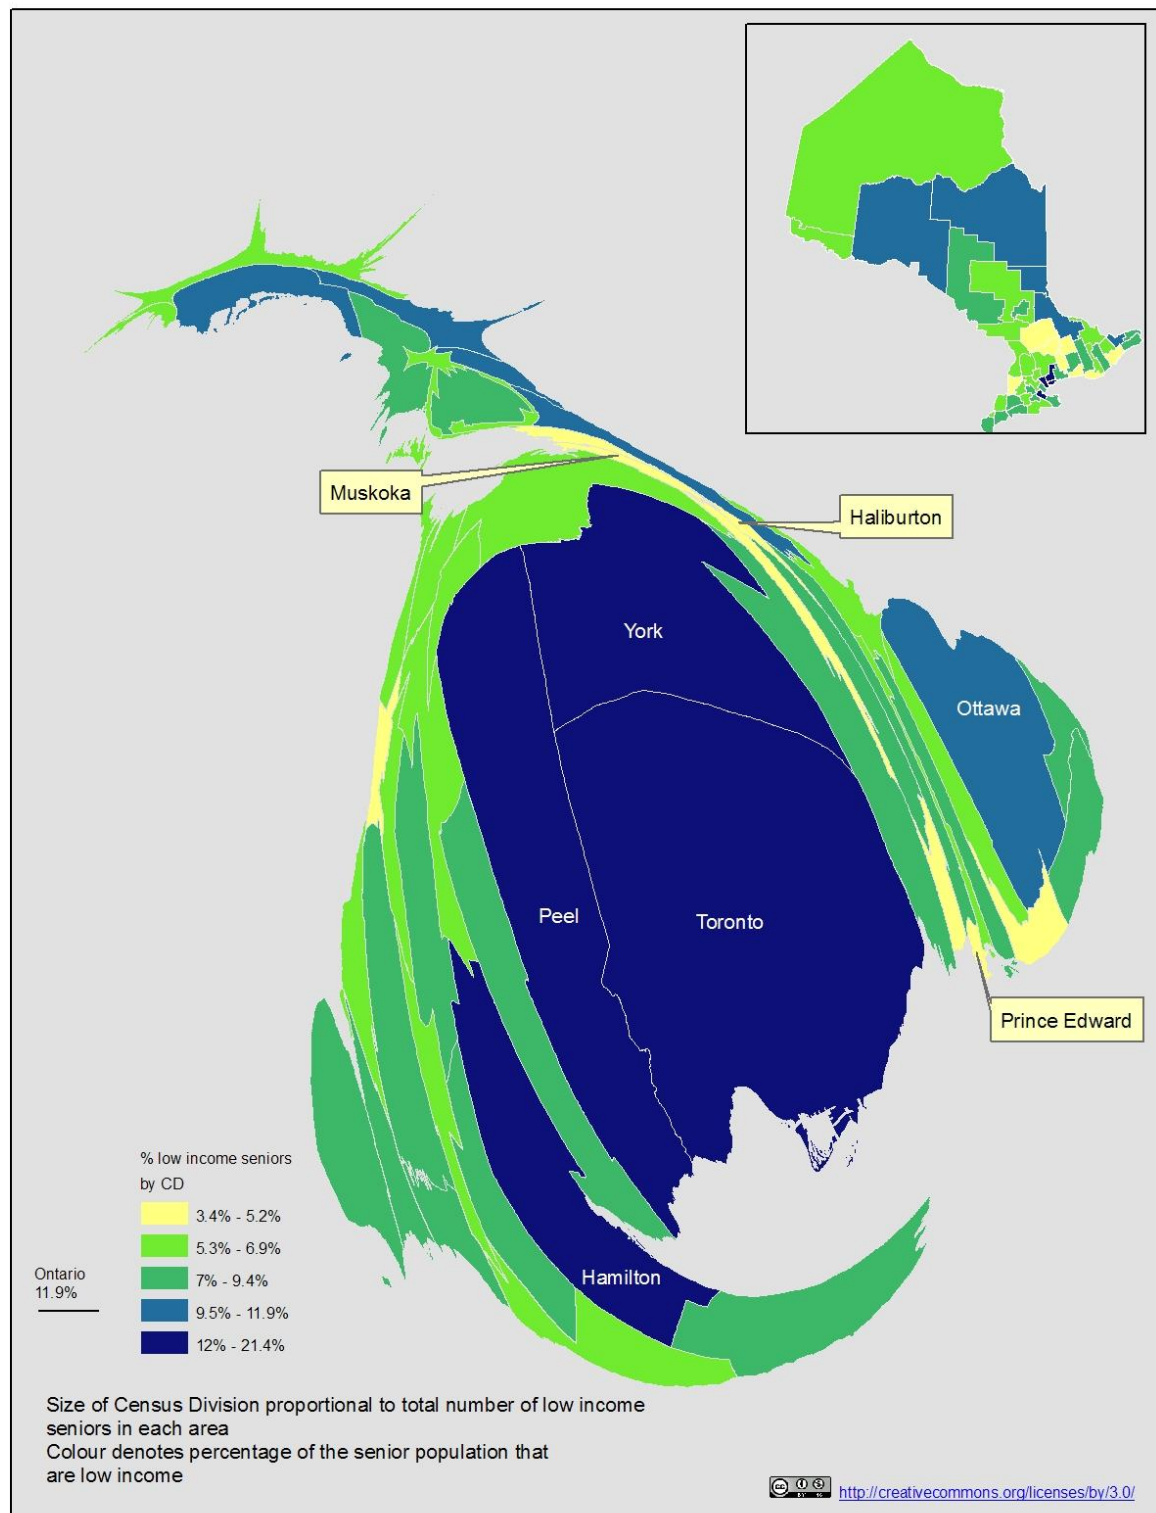 Muskoka
Haliburton
York
Ottawa
Peel
Toronto
Prince Edward
Hamilton
% low income seniors
by CD
3.4% - 5.2%
5.3% - 6.9%
7% - 9.4%
9.5% - 11.9%
12% - 21.4%
Ontario
11.9%
Size of Census Division proportional to total number of low income
seniors in each area
Colour denotes percentage of the senior population that
are low income
cc
http://creativecommons.org/licenses/by/3.0/